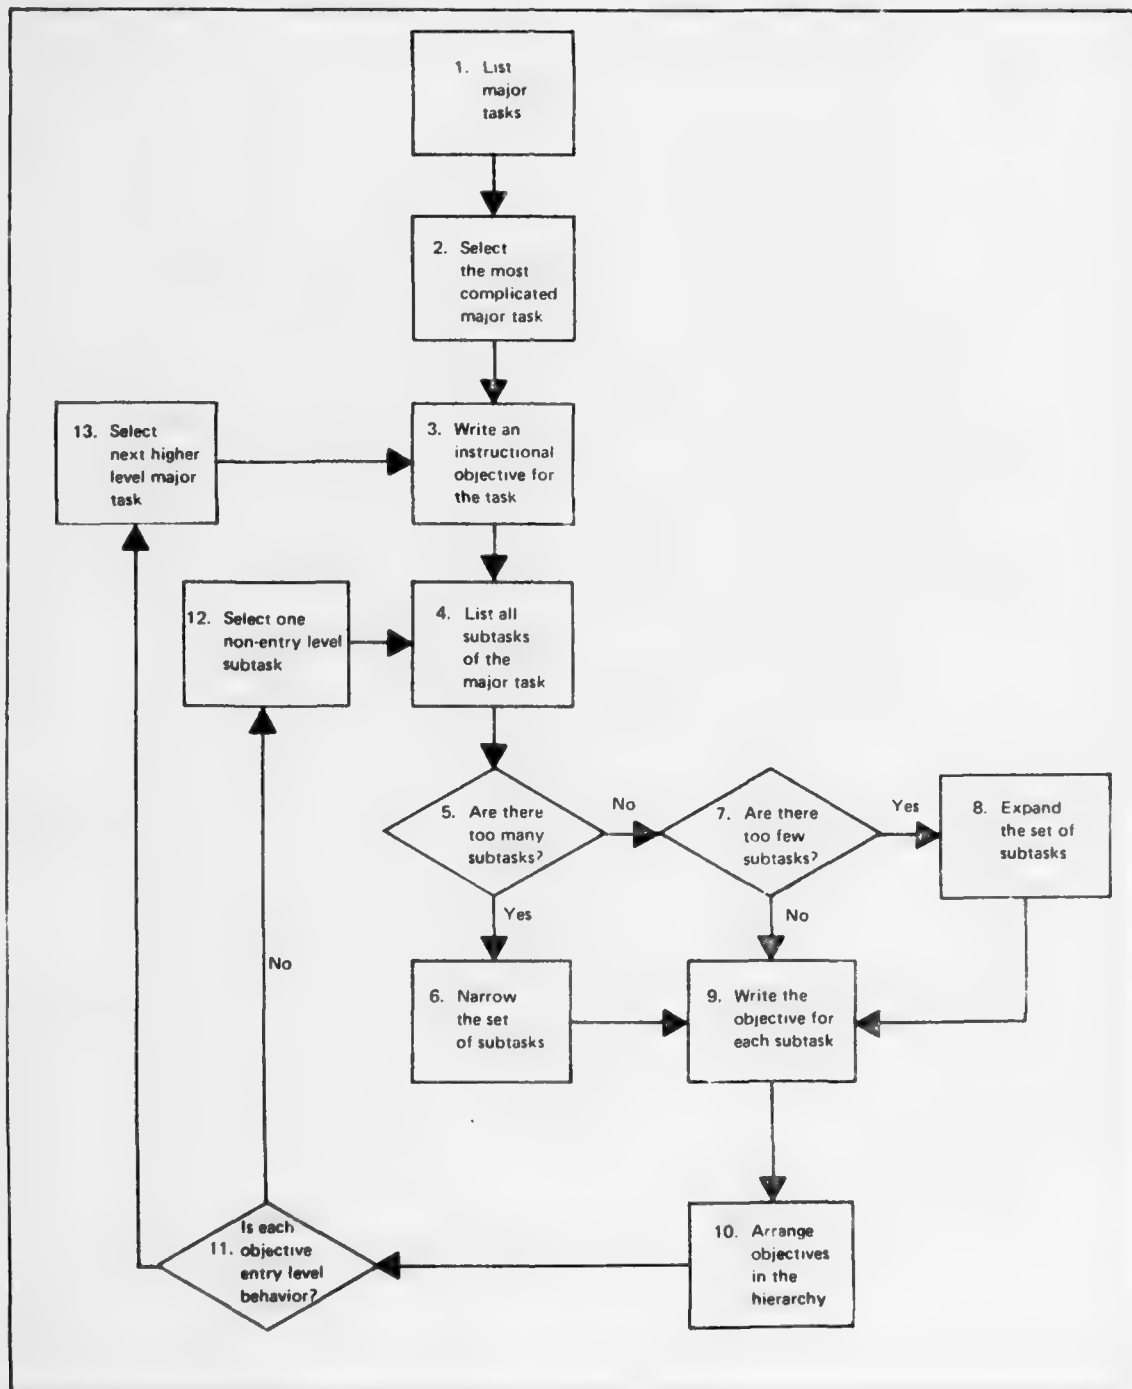 1. List
major
tasks
2. Select
the most
complicated
major task
13. Select
next higher
level major
task
3. Write an
instructional
objective for
the task
12. Select one
non-entry level
subtask
4. List all
subtasks
of the
major task
5. Are there
too many
subtasks?
No
7. Are there
too few
subtasks?
Yes
8. Expand
the set of
subtasks
Yes
No
No
6. Narrow
the set
of subtasks
9. Write the
objective for
each subtask
Is each
11. objective
entry level
behavior?
10. Arrange
objectives
in the
hierarchy